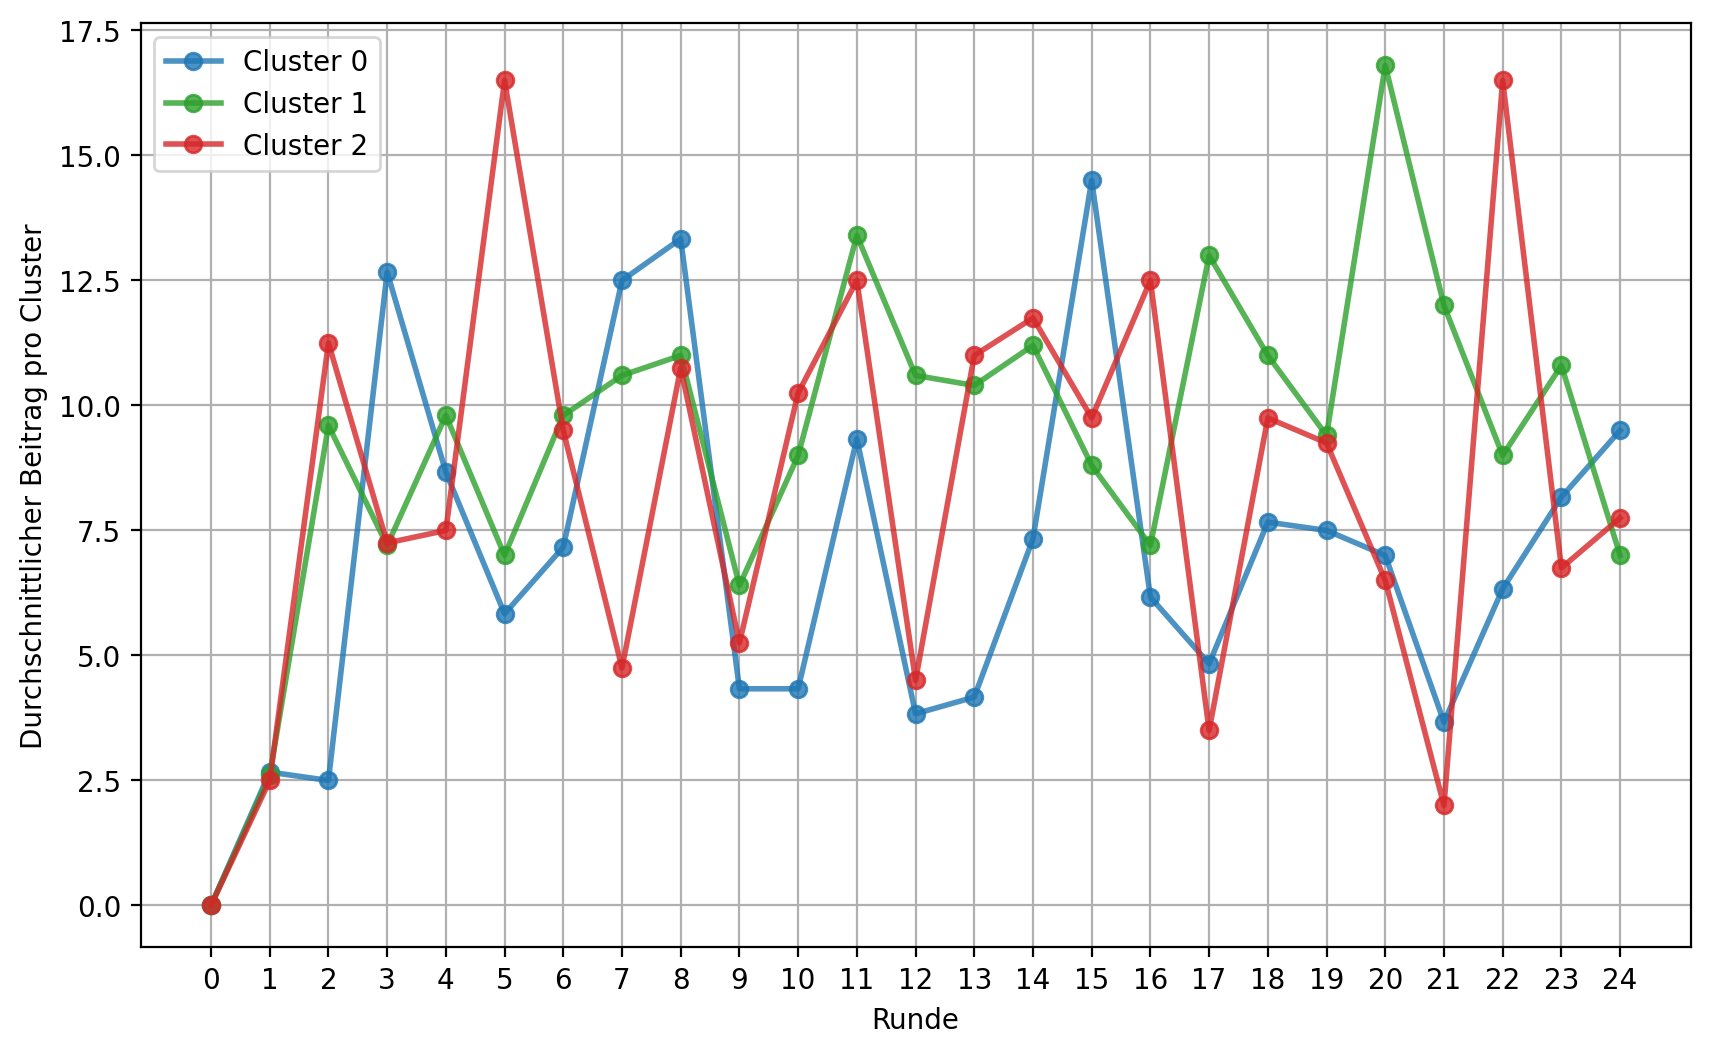 17.5
15.0
12.5
10.0
7.5
5.0
2.5
0.0
Durchschnittlicher Beitrag pro Cluster
Cluster 0
Cluster 1
Cluster 2
0 1 2 3 4 5 6 7 8 9 10 11 12 13 14 15 16 17 18 19 20 21 22 23 24
Runde